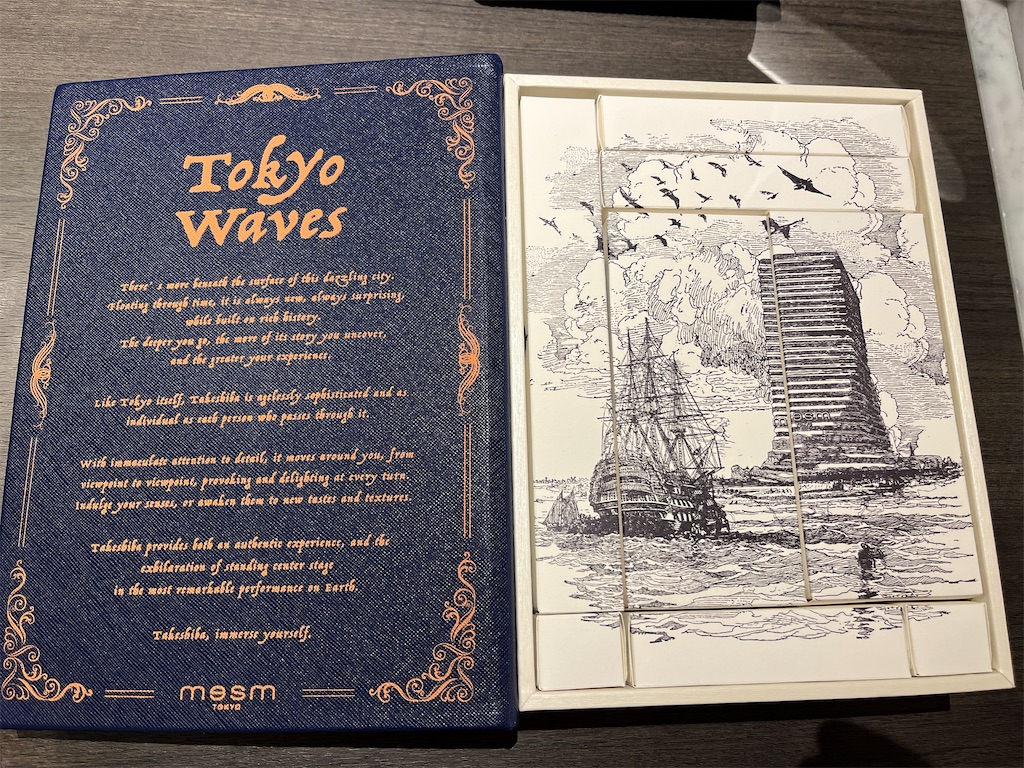 Tokyo
Waves
There's more beneath the surface of this dazzling city.
Floating through time, it is always new, always surprising,
while built on rich history.
The deeper you go, the more of its story you uncover,
and the greater your experience.
Like Tokyo itself, Takeshiba is agelessly sophisticated and as
individual as each person who passes through it.
With immaculate attention to detail, it moves around you, from
viewpoint to viewpoint, provoking and delighting at every turn.
Indulge your senses, or awaken them to new tastes and textures.
Takeshiba provides both an authentic experience, and the
exhilaration of standing center stage
in the most remarkable performance on Earth.
Takeshiba, immerse yourself.
mesm
TOKYO
mesm